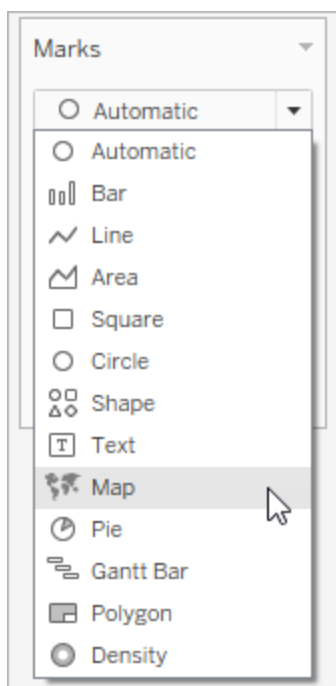 Marks
Automatic
Automatic
Bar
Line
Area
Square
Circle
Shape
T Text
Map
Pie
Gantt Bar
Polygon
Density